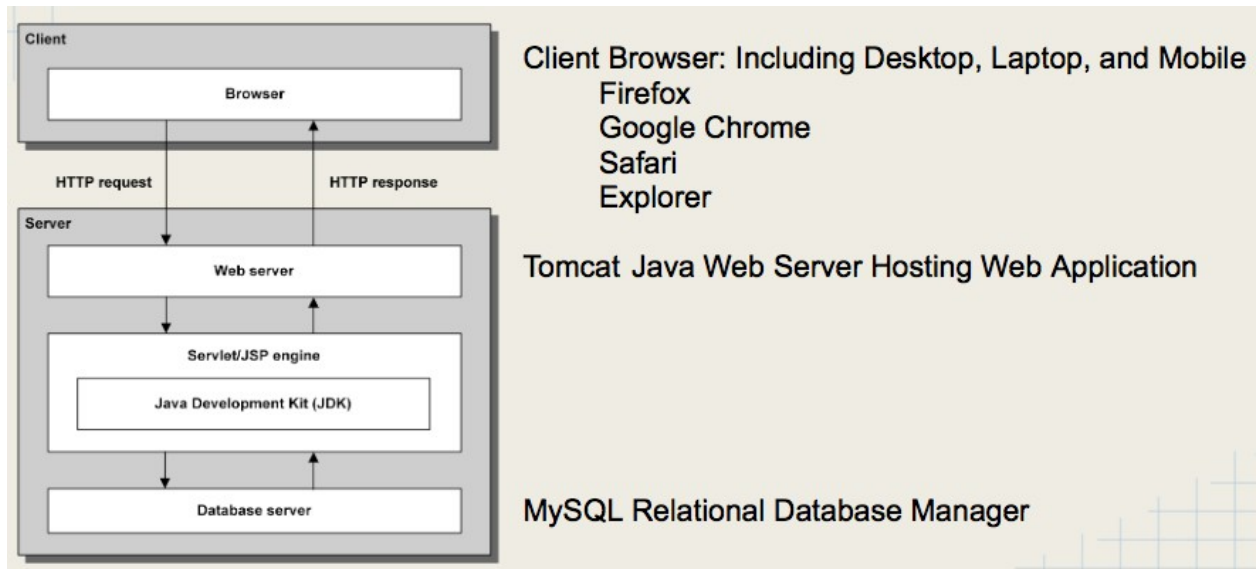 Client
Browser
HTTP request
HTTP response
Server
Web server
Servlet/JSP engine
Java Development Kit (JDK)
Database server
Client Browser: Including Desktop, Laptop, and Mobile
Firefox
Google Chrome
Safari
Explorer
Tomcat Java Web Server Hosting Web Application
MySQL Relational Database Manager